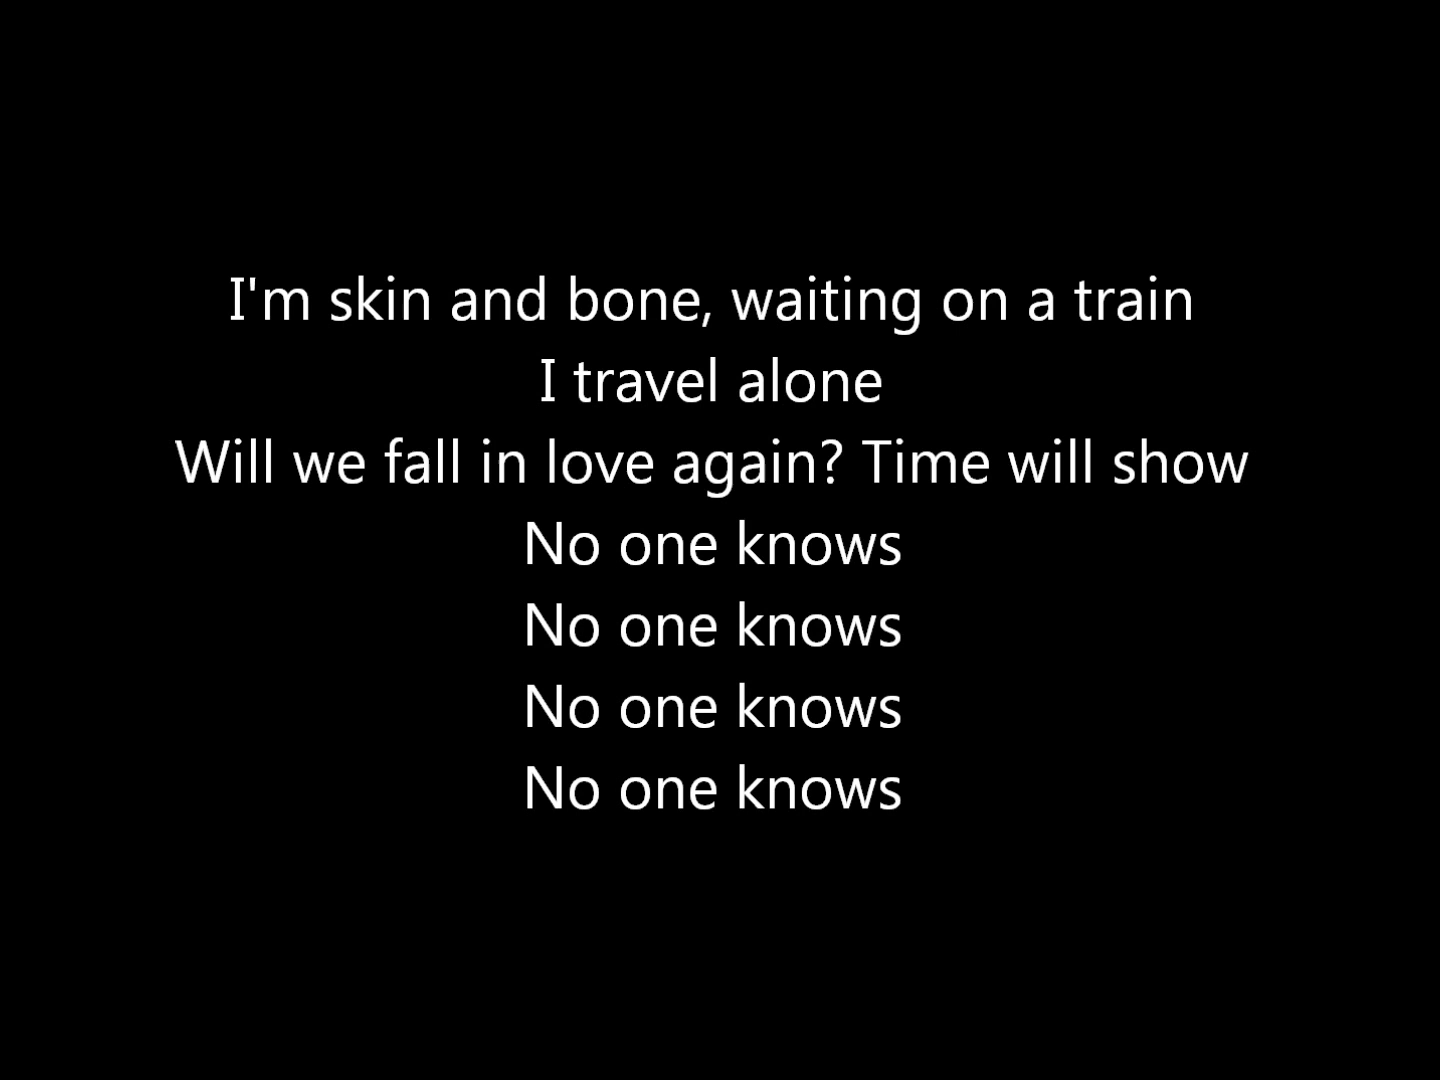 I'm skin and bone, waiting on a train
I travel alone
Will we fall in love again? Time will show
No one knows
No one knows
No one knows
No one knows